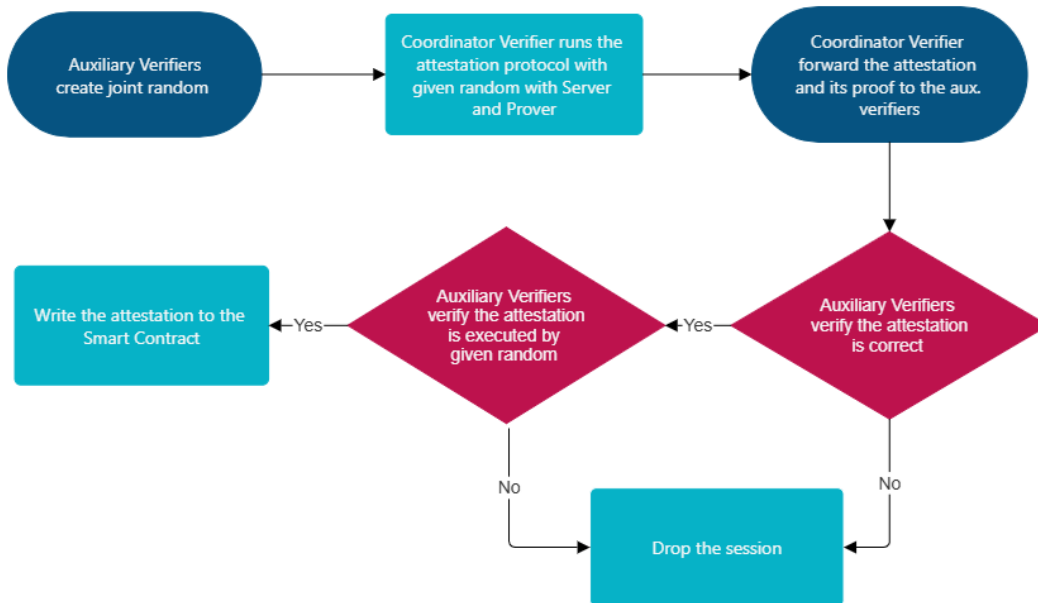 Auxiliary Verifiers
create joint random
Coordinator Verifier runs the
attestation protocol with
given random with Server
and Prover
Coordinator Verifier
forward the attestation
and its proof to the aux.
verifiers
Auxiliary Verifiers
verify the attestation
is correct
Yes
Auxiliary Verifiers
verify the attestation
is executed by
given random
Yes
Write the attestation to the
Smart Contract
No
No
Drop the session